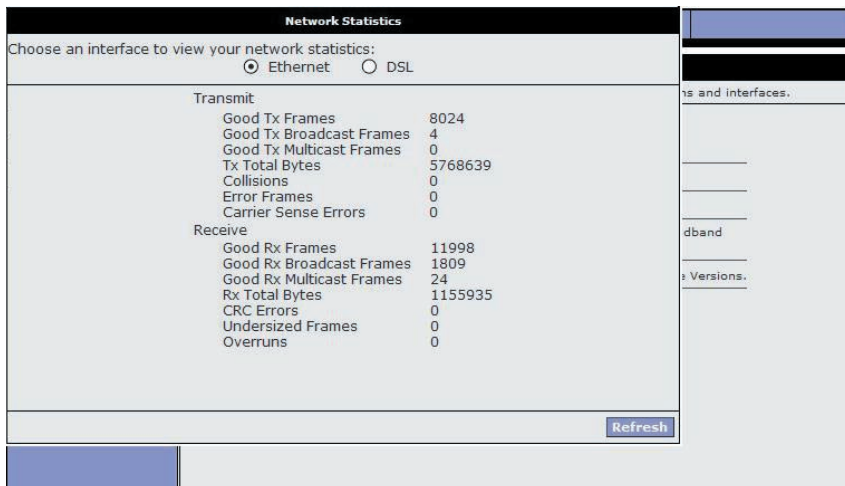 Network Statistics
Choose an interface to view your network statistics:
Ethernet DSL
Transmit
Good Tx Frames 8024
Good Tx Broadcast Frames 4
Good Tx Multicast Frames 0
Tx Total Bytes 5768639
Collisions 0
Error Frames 0
Carrier Sense Errors 0
Receive
Good Rx Frames 11998
Good Rx Broadcast Frames 1809
Good Rx Multicast Frames 24
Rx Total Bytes 1155935
CRC Errors 0
Undersized Frames 0
Overruns 0
Refresh
and interfaces.
Versions.